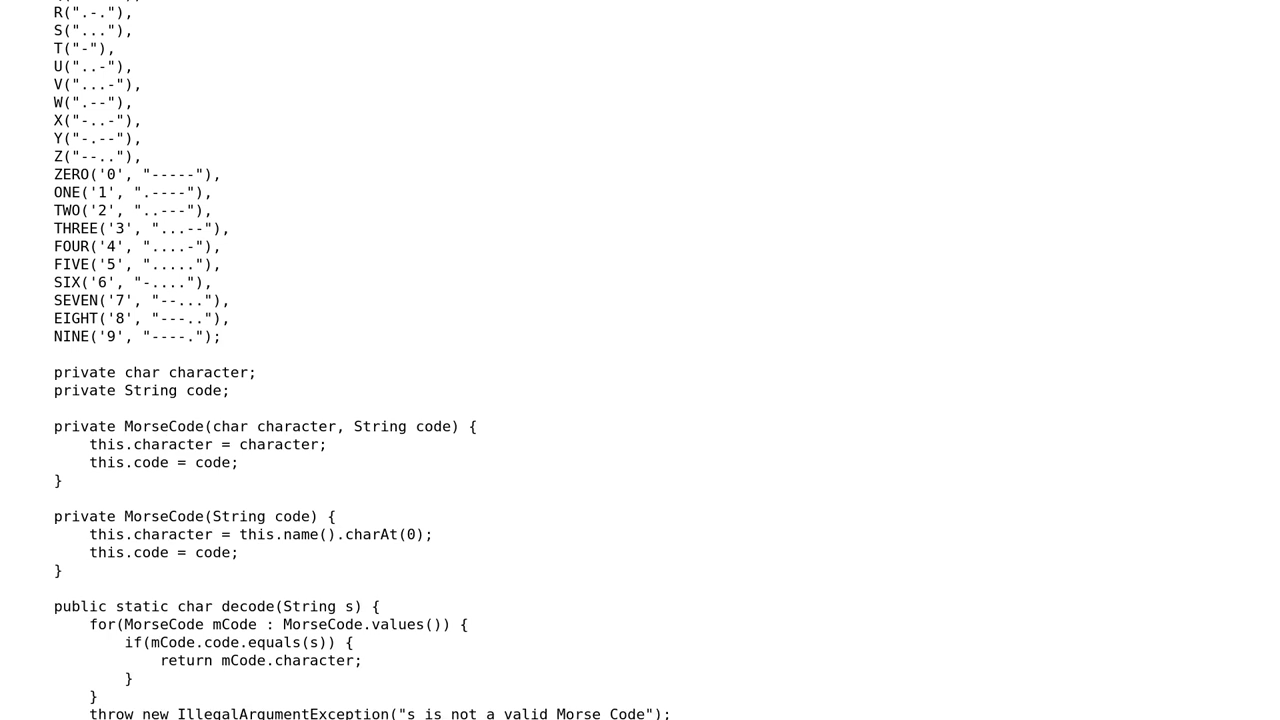 R(".-."),
S("..."),
T("-"),
U("..-"),
V("...-"),
W(".--"),
X("-..-"),
Y("-.--"),
Z("--.."),
ZERO('0', "-----"),
ONE('1', ".----"),
TWO('2', "..---"),
THREE('3', "...--"),
FOUR('4', "....-"),
FIVE('5', "....."),
SIX('6', "-...."),
SEVEN('7', "--..."),
EIGHT('8', "---.."),
NINE('9', "----.");

private char character;
private String code;

private MorseCode(char character, String code) {
    this.character = character;
    this.code = code;
}

private MorseCode(String code) {
    this.character = this.name().charAt(0);
    this.code = code;
}

public static char decode(String s) {
    for(MorseCode mCode : MorseCode.values()) {
        if(mCode.code.equals(s)) {
            return mCode.character;
        }
    }
    throw new IllegalArgumentException("s is not a valid Morse Code");